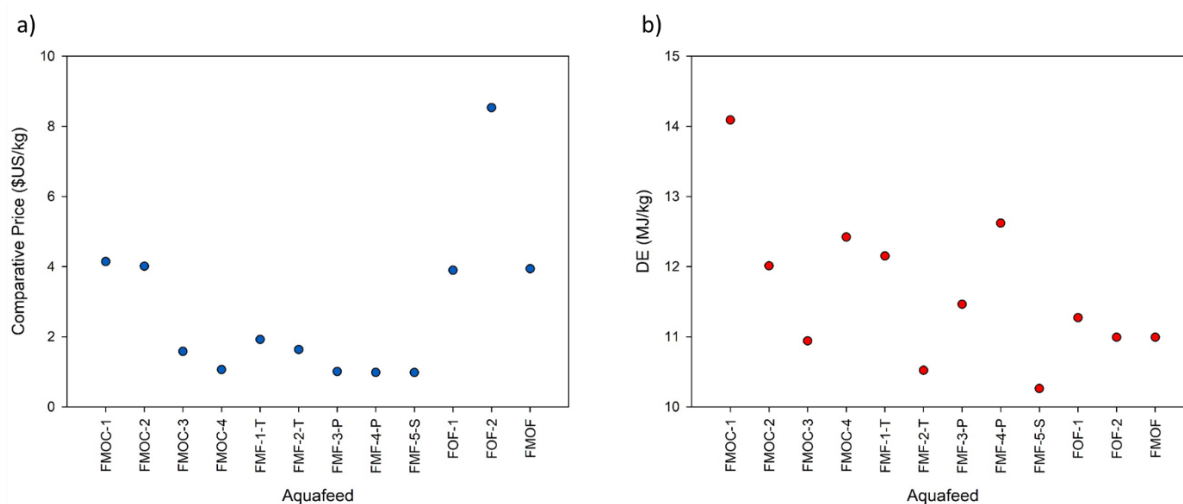 a)
Comparative Price ($US/kg)
10
8
6
4
2
0
FMOC-1
FMOC-2
FMOC-3
FMOC-4
FMF-1-T
FMF-2-T
FMF-3-P
FMF-4-P
FMF-5-S
FOF-1
FOF-2
FMOF
Aquafeed
b)
DE (MJ/kg)
15
14
13
12
11
10
FMOC-1
FMOC-2
FMOC-3
FMOC-4
FMF-1-T
FMF-2-T
FMF-3-P
FMF-4-P
FMF-5-S
FOF-1
FOF-2
FMOF
Aquafeed